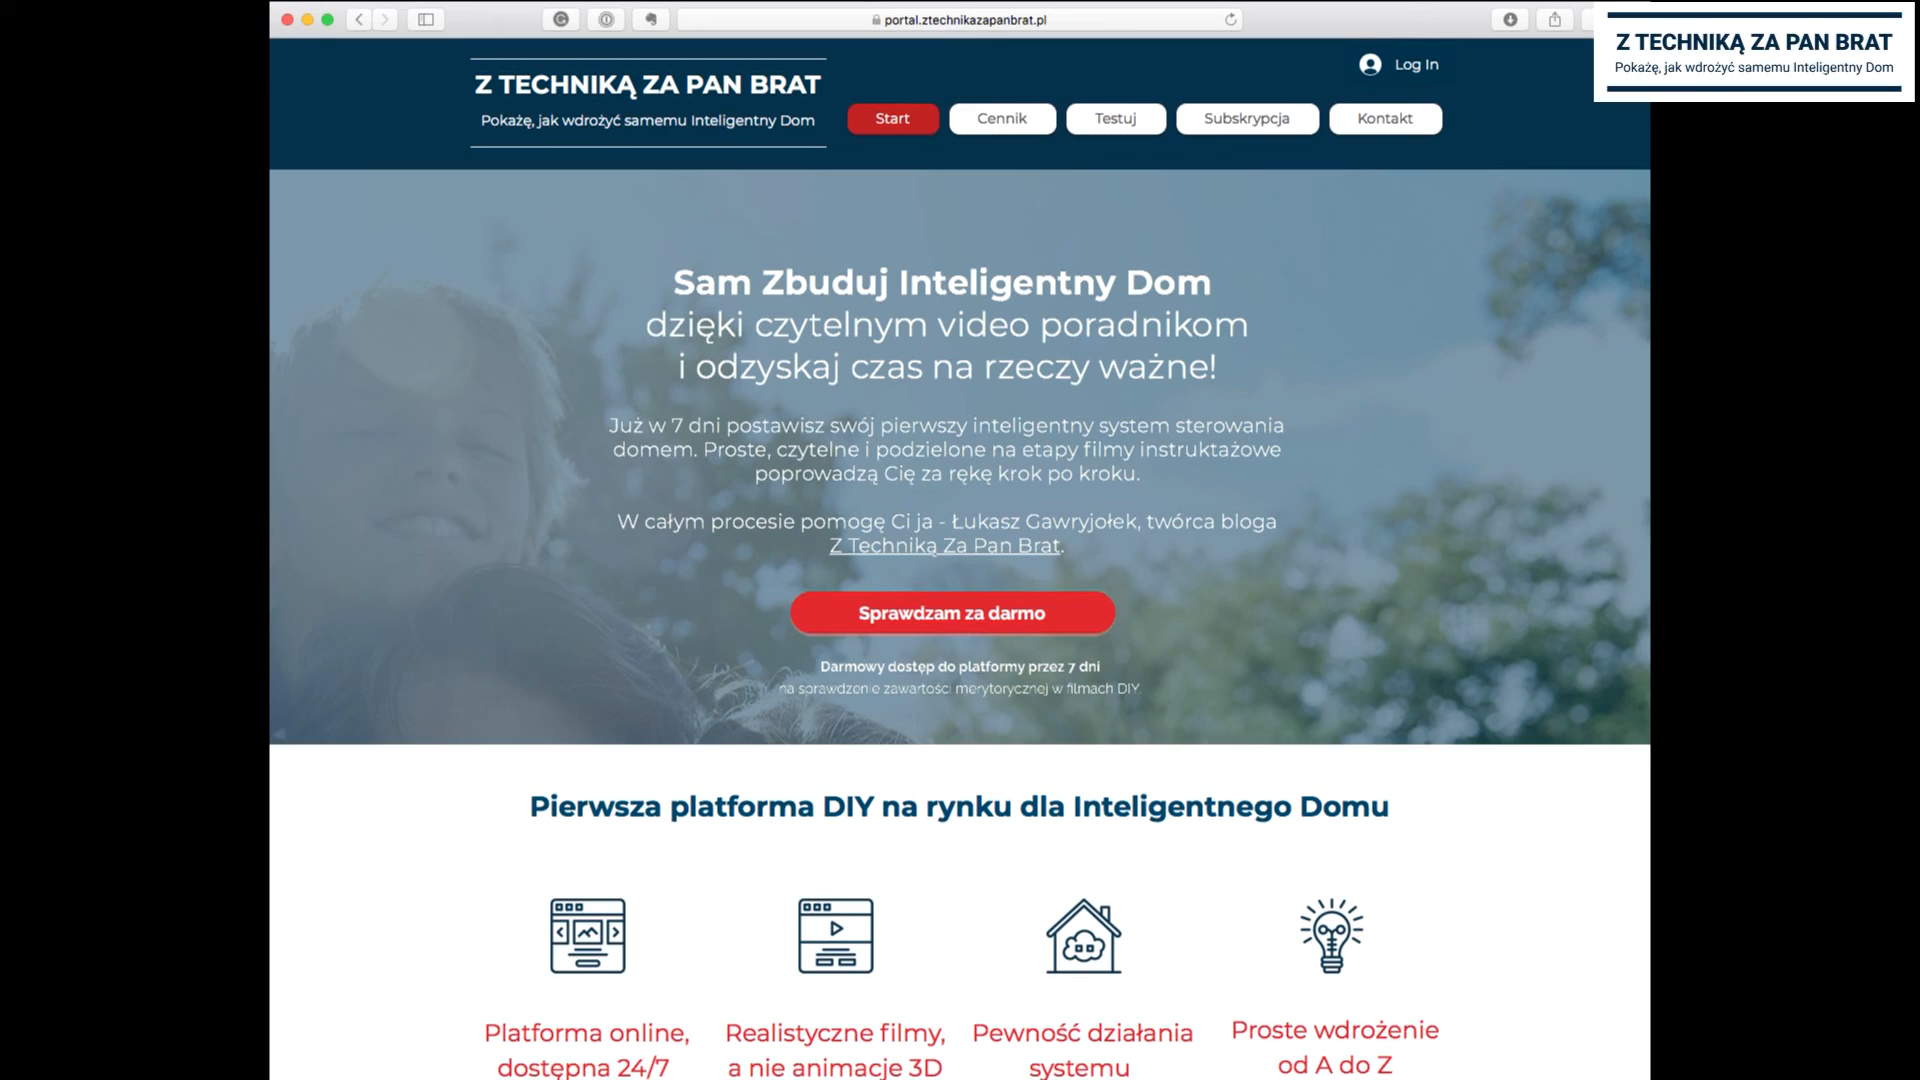 portal.ztechnikazapanbrat.pl
Z TECHNIKĄ ZA PAN BRAT
Pokażę, jak wdrożyć samemu Inteligentny Dom
Z TECHNIKĄ ZA PAN BRAT
Pokażę, jak wdrożyć samemu Inteligentny Dom
Log In
Start
Cennik
Testuj
Subskrypcja
Kontakt
Sam Zbuduj Inteligentny Dom
dzięki czytelnym video poradnikom
i odzyskaj czas na rzeczy ważne!
Już w 7 dni postawisz swój pierwszy inteligentny system sterowania
domem. Proste, czytelne i podzielone na etapy filmy instruktażowe
poprowadzą Cię za rękę krok po kroku.
W całym procesie pomogę Ci ja - Łukasz Gawryjołek, twórca bloga
Z Techniką Za Pan Brat.
Sprawdzam za darmo
Darmowy dostęp do platformy przez 7 dni
na sprawdzenie zawartości merytorycznej w filmach DIY.
Pierwsza platforma DIY na rynku dla Inteligentnego Domu
Platforma online,
dostępna 24/7
Realistyczne filmy,
a nie animacje 3D
Pewność działania
systemu
Proste wdrożenie
od A do Z